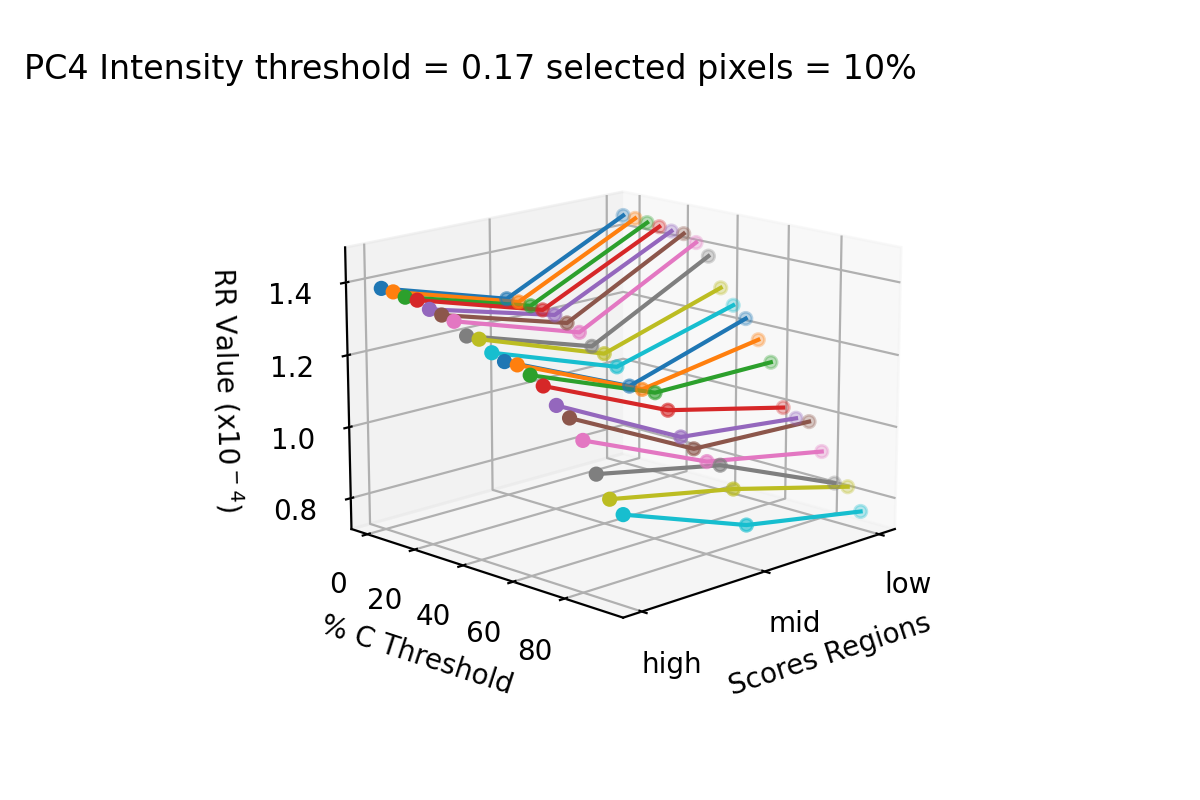 PC4 Intensity threshold = 0.17 selected pixels = 10%
RR Value (x10⁻⁴)
1.4
1.2
1.0
0.8
0
20
40
60
80
% C Threshold
high
mid
low
Scores Regions